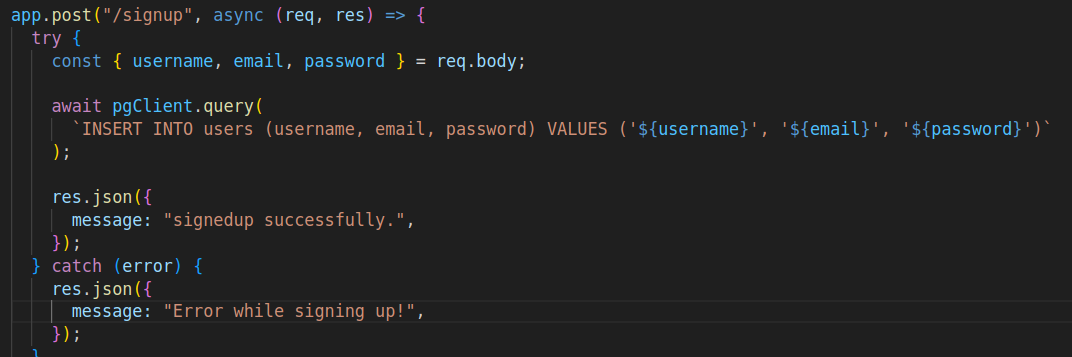 app.post("/signup", async (req, res) => {
try {
const { username, email, password } = req.body;
await pgClient.query(
`INSERT INTO users (username, email, password) VALUES ('${username}', '${email}', '${password}')`
);
res.json({
message: "signedup successfully.",
});
} catch (error) {
res.json({
message: "Error while signing up!",
});
}